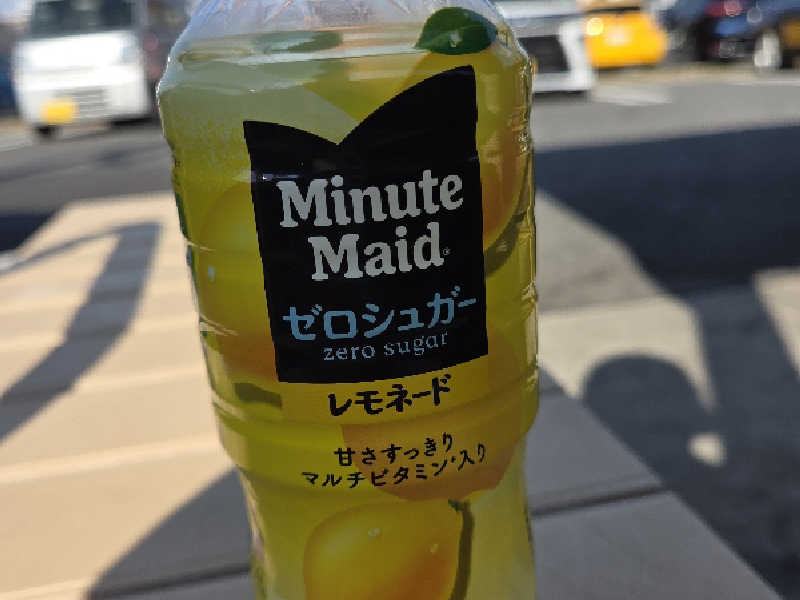 Minute
Maid®
ゼロシュガー
zero sugar
レモネード
甘さすっきり
マルチビタミン*入り